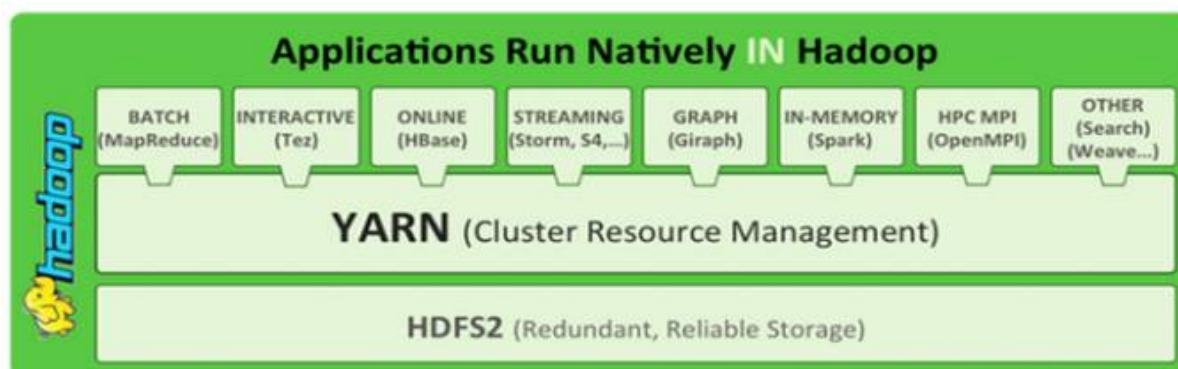 Applications Run Natively IN Hadoop
hadoop
BATCH
(MapReduce)
INTERACTIVE
(Tez)
ONLINE
(HBase)
STREAMING
(Storm, S4,...)
GRAPH
(Giraph)
IN-MEMORY
(Spark)
HPC MPI
(OpenMPI)
OTHER
(Search)
(Weave...)
YARN (Cluster Resource Management)
HDFS2 (Redundant, Reliable Storage)